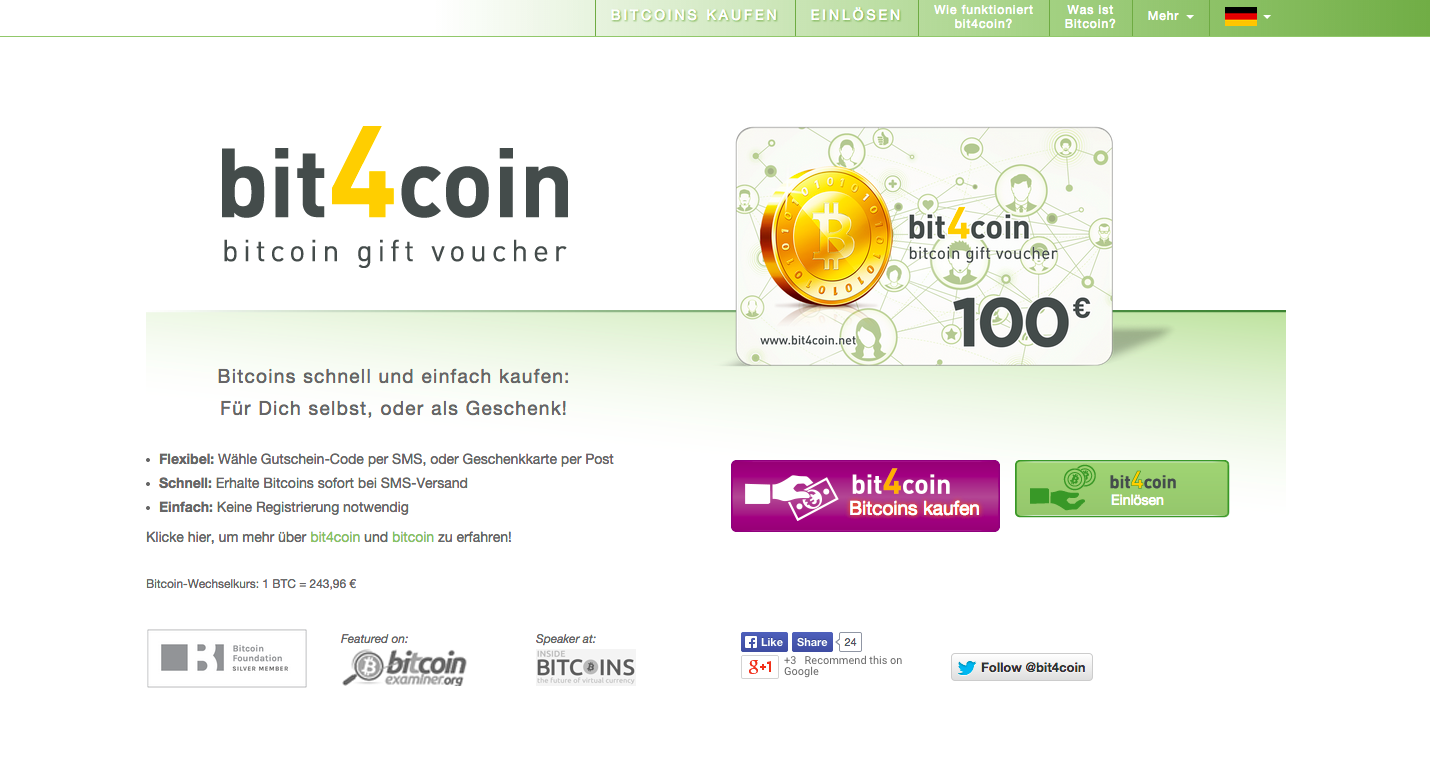 BITCOINS KAUFEN
EINLÖSEN
Wie funktioniert
bit4coin?
Was ist
Bitcoin?
Mehr
bit4coin
bitcoin gift voucher
bit4coin
bitcoin gift voucher
100€
www.bit4coin.net
Bitcoins schnell und einfach kaufen:
Für Dich selbst, oder als Geschenk!
Flexibel: Wähle Gutschein-Code per SMS, oder Geschenkkarte per Post
Schnell: Erhalte Bitcoins sofort bei SMS-Versand
Einfach: Keine Registrierung notwendig
Klicke hier, um mehr über bit4coin und bitcoin zu erfahren!
bit4coin
Bitcoins kaufen
bit4coin
Einlösen
Bitcoin-Wechselkurs: 1 BTC = 243,96 €
Bitcoin
Foundation
SILVER MEMBER
Featured on:
bitcoin
examiner.org
Speaker at:
INSIDE
BITCOINS
the future of virtual currency
Like
Share
24
g+1
+3 Recommend this on
Google
Follow @bit4coin